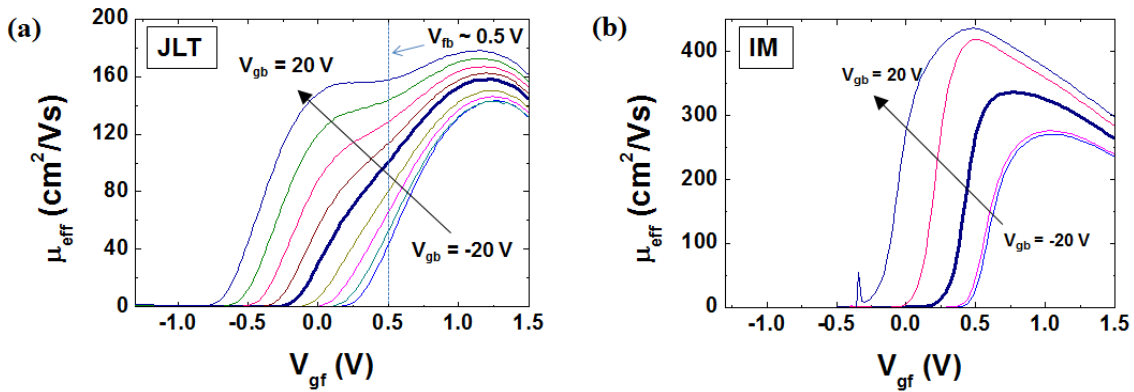 (a)
JLT
V_fb ~ 0.5 V
V_gb = 20 V
V_gb = -20 V
μ_eff (cm²/Vs)
200
160
120
80
40
0
-1.0 -0.5 0.0 0.5 1.0 1.5
V_gf (V)
(b)
IM
V_gb = 20 V
V_gb = -20 V
μ_eff (cm²/Vs)
400
300
200
100
0
-1.0 -0.5 0.0 0.5 1.0 1.5
V_gf (V)